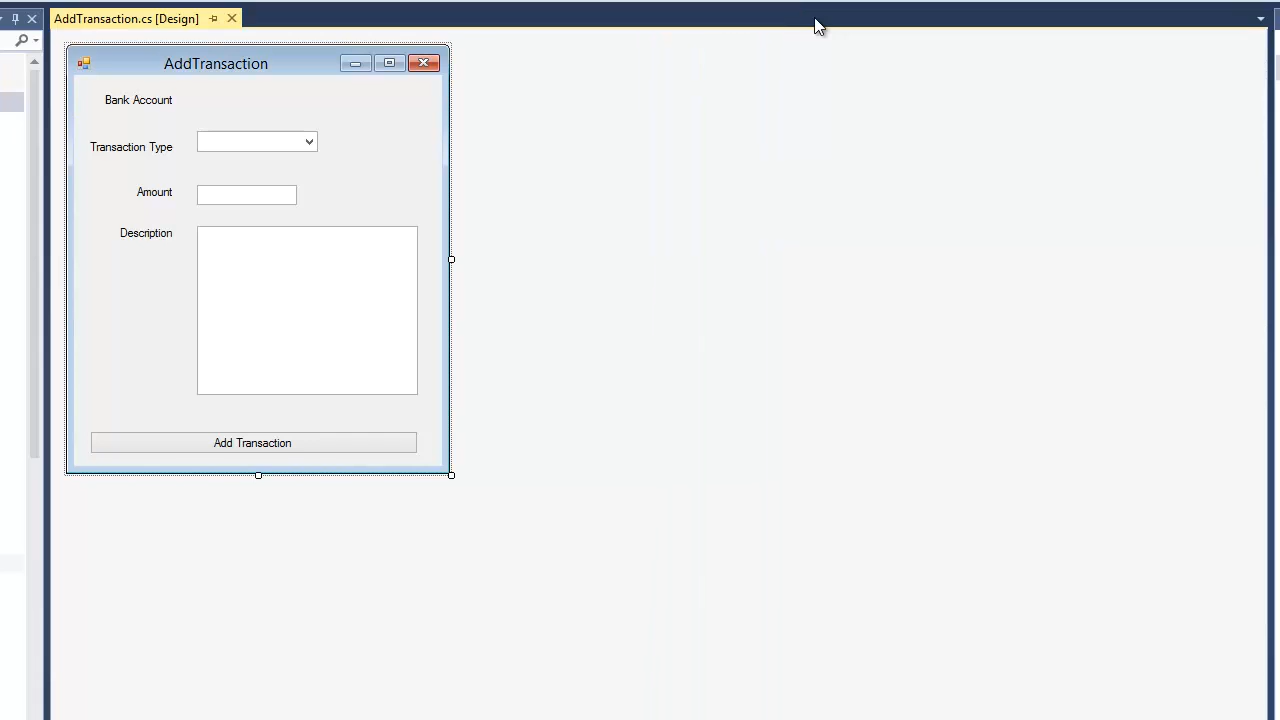 AddTransaction.cs [Design]
AddTransaction
Bank Account
Transaction Type
Amount
Description
Add Transaction